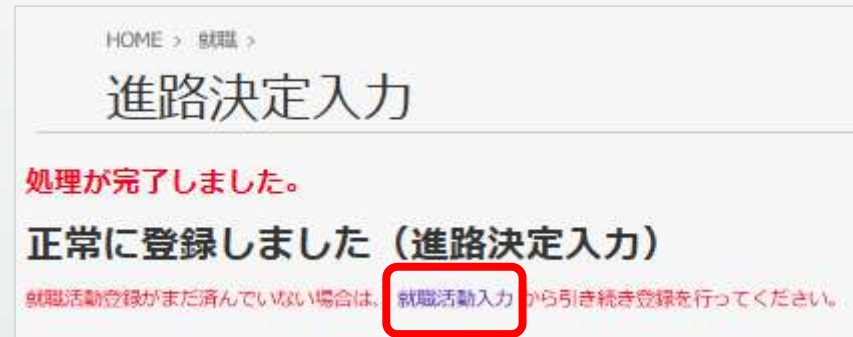 HOME > 就職 >
進路決定入力
処理が完了しました。
正常に登録しました（進路決定入力）
就職活動登録がまだ済んでいない場合は、 就職活動入力 から引き続き登録を行ってください。